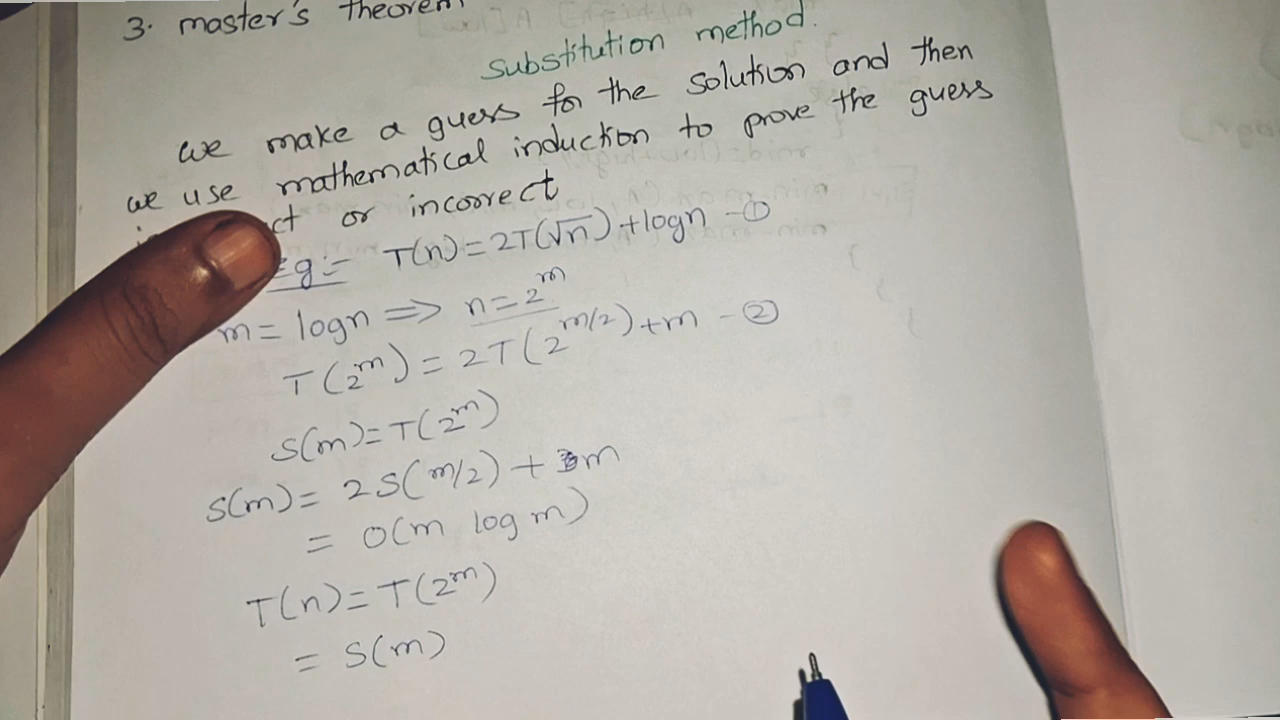 3. master's theorem
Substitution method.
we make a guess for the solution and then
we use mathematical induction to prove the guess
or incorrect
Eg:- T(n) = 2T(√n) + logn -①
m = logn => n = 2^m
T(2^m) = 2T(2^m/2) + m -②
S(m) = T(2^m)
S(m) = 2S(m/2) + m
= O(m log m)
T(n) = T(2^m)
= S(m)